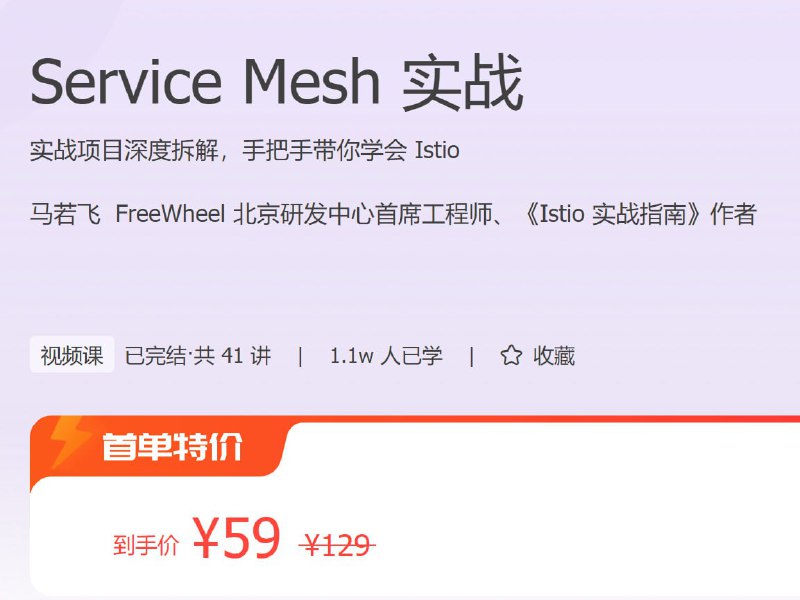 Service Mesh 实战
实战项目深度拆解，手把手带你学会 Istio
马若飞 FreeWheel 北京研发中心首席工程师、《Istio 实战指南》作者
视频课 已完结·共 41 讲 | 1.1w 人已学 | 收藏
首单特价
到手价 ¥59 ¥129